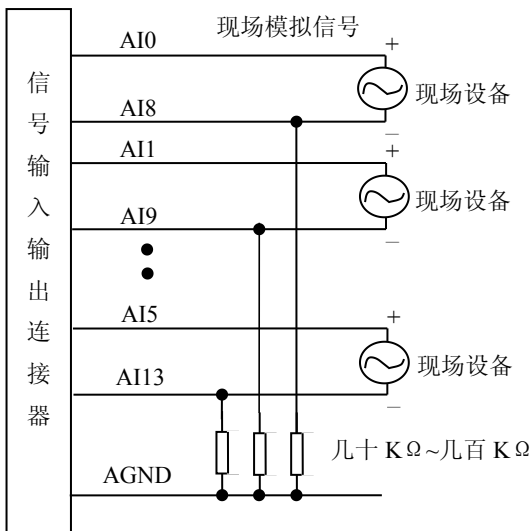 信号输入输出连接器
现场模拟信号
AI0
+
现场设备
AI8
—
AI1
+
现场设备
AI9
—
AI5
+
现场设备
AI13
—
几十 KΩ~几百 KΩ
AGND